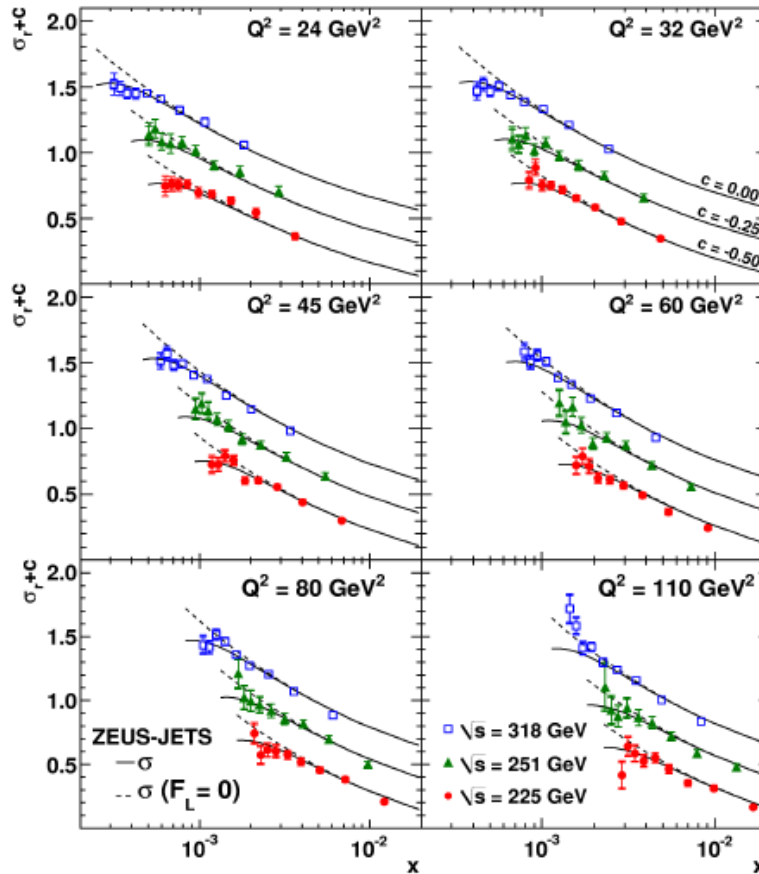 σr+c
Q² = 24 GeV²
Q² = 32 GeV²
2.0
1.5
1.0
0.5
c = 0.00
c = -0.25
c = -0.50
σr+c
Q² = 45 GeV²
Q² = 60 GeV²
2.0
1.5
1.0
0.5
σr+c
Q² = 80 GeV²
Q² = 110 GeV²
2.0
1.5
1.0
0.5
ZEUS-JETS
σ
σ (FL = 0)
√s = 318 GeV
√s = 251 GeV
√s = 225 GeV
10⁻³
10⁻²
x
10⁻³
10⁻²
x